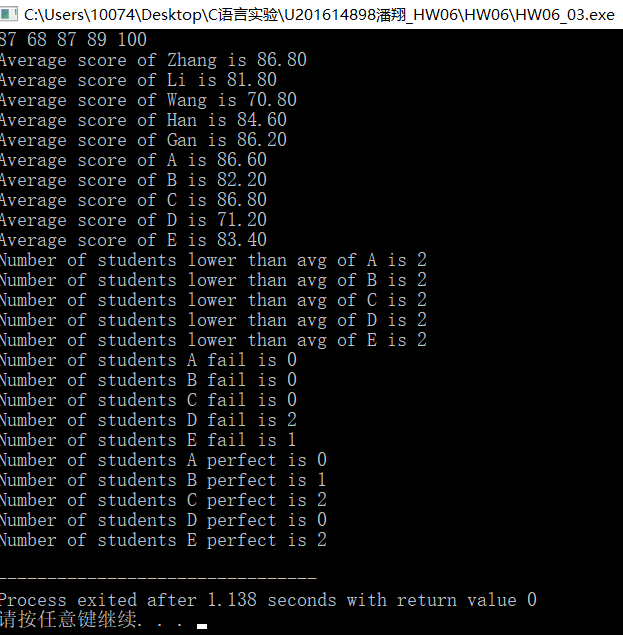 C:\Users\10074\Desktop\C语言实验\U201614898潘翔_HW06\HW06\HW06_03.exe
87 68 87 89 100
Average score of Zhang is 86.80
Average score of Li is 81.80
Average score of Wang is 70.80
Average score of Han is 84.60
Average score of Gan is 86.20
Average score of A is 86.60
Average score of B is 82.20
Average score of C is 86.80
Average score of D is 71.20
Average score of E is 83.40
Number of students lower than avg of A is 2
Number of students lower than avg of B is 2
Number of students lower than avg of C is 2
Number of students lower than avg of D is 2
Number of students lower than avg of E is 2
Number of students A fail is 0
Number of students B fail is 0
Number of students C fail is 0
Number of students D fail is 2
Number of students E fail is 1
Number of students A perfect is 0
Number of students B perfect is 1
Number of students C perfect is 2
Number of students D perfect is 0
Number of students E perfect is 2
--------------------------------
Process exited after 1.138 seconds with return value 0
请按任意键继续. . .